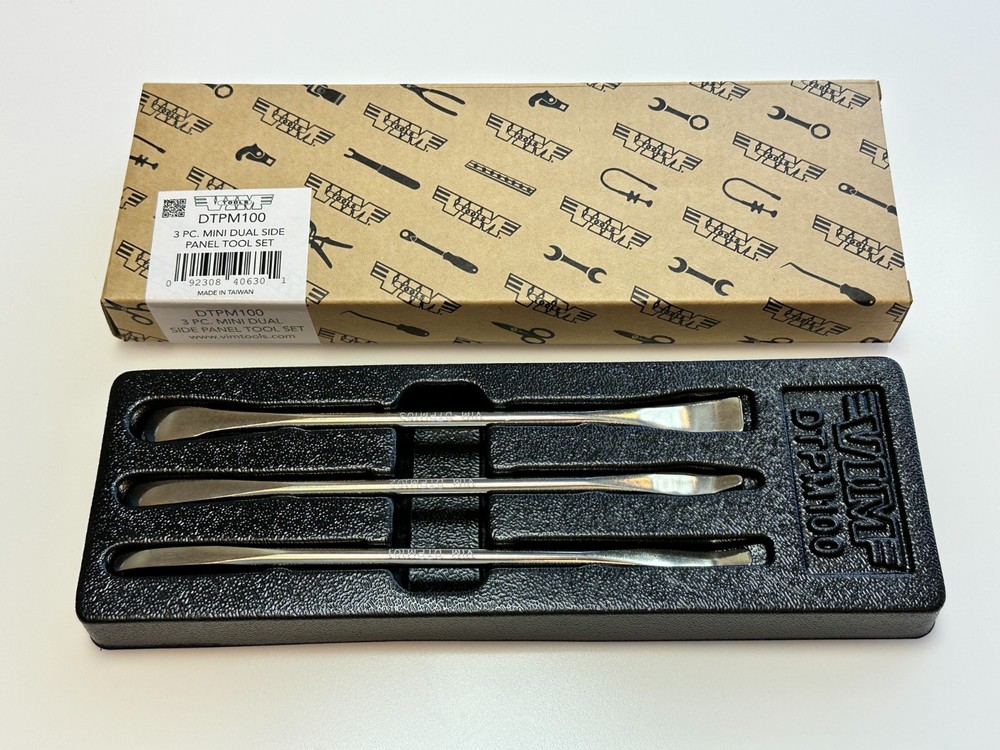 VIM
TOOLS
DTPM100
3 PC. MINI DUAL SIDE
PANEL TOOL SET
0 92308 40630 1
MADE IN TAIWAN
DTPM100
3 PC. MINI DUAL
SIDE PANEL TOOL SET
www.vimtools.com
VIM
DTPM100